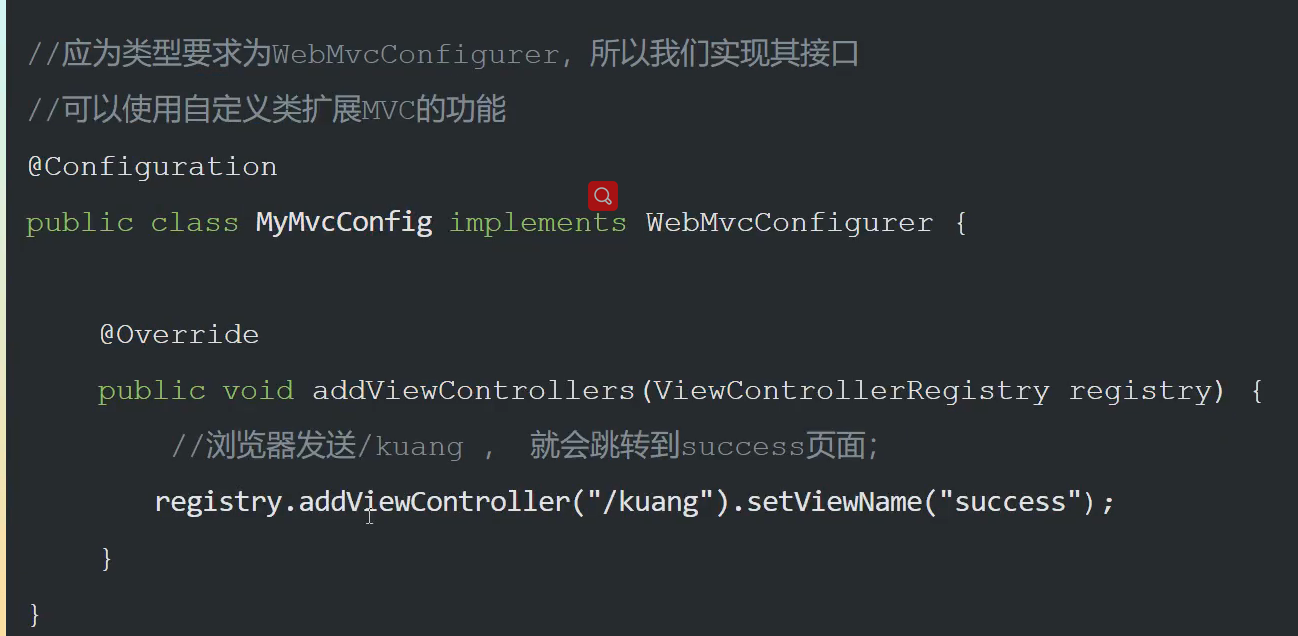 //应为类型要求为WebMvcConfigurer，所以我们实现其接口
//可以使用自定义类扩展MVC的功能
@Configuration
public class MyMvcConfig implements WebMvcConfigurer {
@Override
public void addViewControllers(ViewControllerRegistry registry) {
//浏览器发送/kuang ， 就会跳转到success页面；
registry.addViewController("/kuang").setViewName("success");
}
}